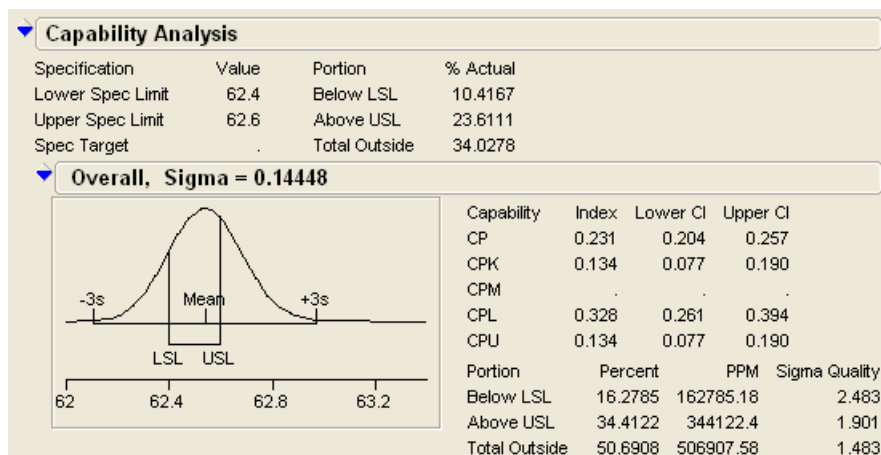 Capability Analysis
Specification Value Portion % Actual
Lower Spec Limit 62.4 Below LSL 10.4167
Upper Spec Limit 62.6 Above USL 23.6111
Spec Target . Total Outside 34.0278
Overall, Sigma = 0.14448
-3s Mean +3s
LSL USL
62 62.4 62.8 63.2
Capability Index Lower CI Upper CI
CP 0.231 0.204 0.257
CPK 0.134 0.077 0.190
CPM . . .
CPL 0.328 0.261 0.394
CPU 0.134 0.077 0.190
Portion Percent PPM Sigma Quality
Below LSL 16.2785 162785.18 2.483
Above USL 34.4122 344122.4 1.901
Total Outside 50.6908 506907.58 1.483